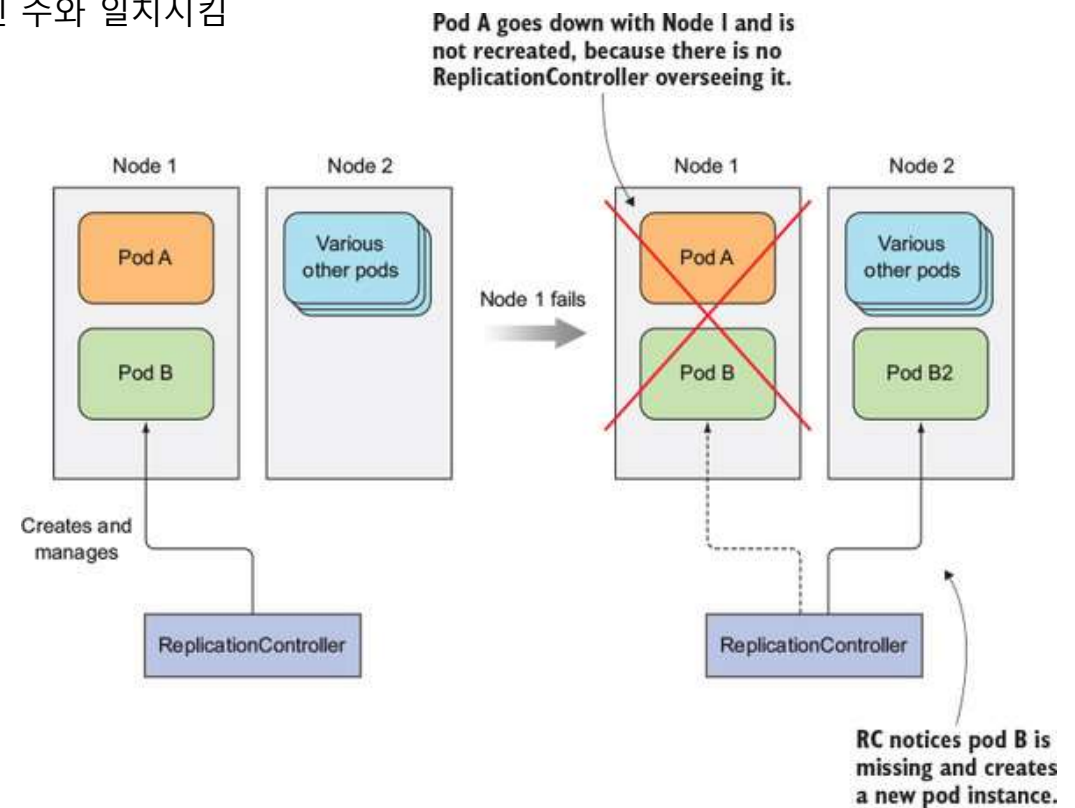 수와 일치시킴
Pod A goes down with Node 1 and is
not recreated, because there is no
ReplicationController overseeing it.
Node 1
Node 2
Pod A
Pod B
Various
other pods
Creates and
manages
ReplicationController
Node 1 fails
Node 1
Node 2
Pod A
Pod B
Various
other pods
Pod B2
ReplicationController
RC notices pod B is
missing and creates
a new pod instance.